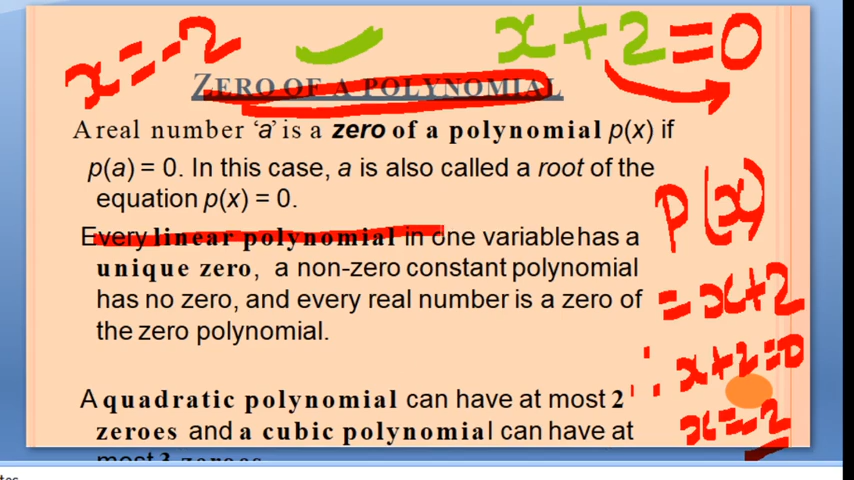 x=-2
x+2=0
ZERO OF A POLYNOMIAL
A real number ‘a’ is a zero of a polynomial p(x) if
p(a) = 0. In this case, a is also called a root of the
equation p(x) = 0.
Every linear polynomial in one variable has a
unique zero, a non-zero constant polynomial
has no zero, and every real number is a zero of
the zero polynomial.
A quadratic polynomial can have at most 2
zeroes and a cubic polynomial can have at
most 3 zeroes
P(x)
=x+2
∴ x+2=0
x=-2